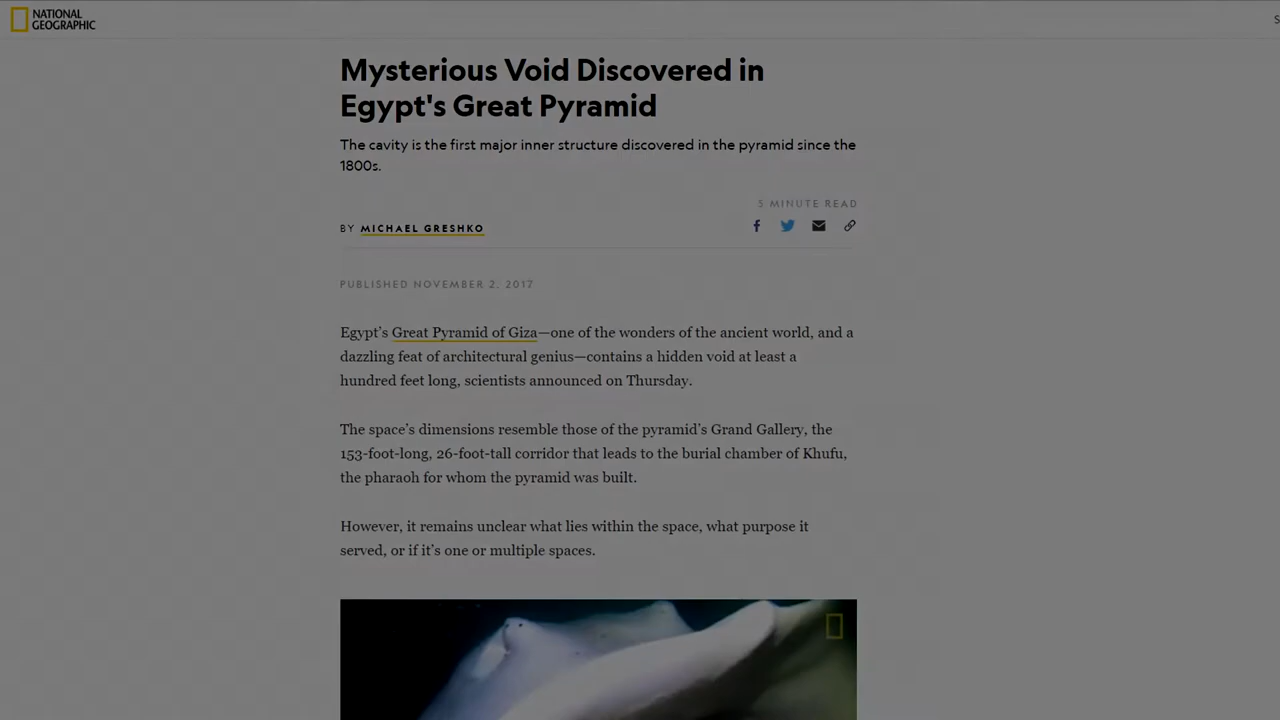 NATIONAL
GEOGRAPHIC
S
Mysterious Void Discovered in
Egypt's Great Pyramid
The cavity is the first major inner structure discovered in the pyramid since the
1800s.
5 MINUTE READ
BY MICHAEL GRESHKO
PUBLISHED NOVEMBER 2, 2017
Egypt’s Great Pyramid of Giza—one of the wonders of the ancient world, and a
dazzling feat of architectural genius—contains a hidden void at least a
hundred feet long, scientists announced on Thursday.
The space’s dimensions resemble those of the pyramid’s Grand Gallery, the
153-foot-long, 26-foot-tall corridor that leads to the burial chamber of Khufu,
the pharaoh for whom the pyramid was built.
However, it remains unclear what lies within the space, what purpose it
served, or if it’s one or multiple spaces.